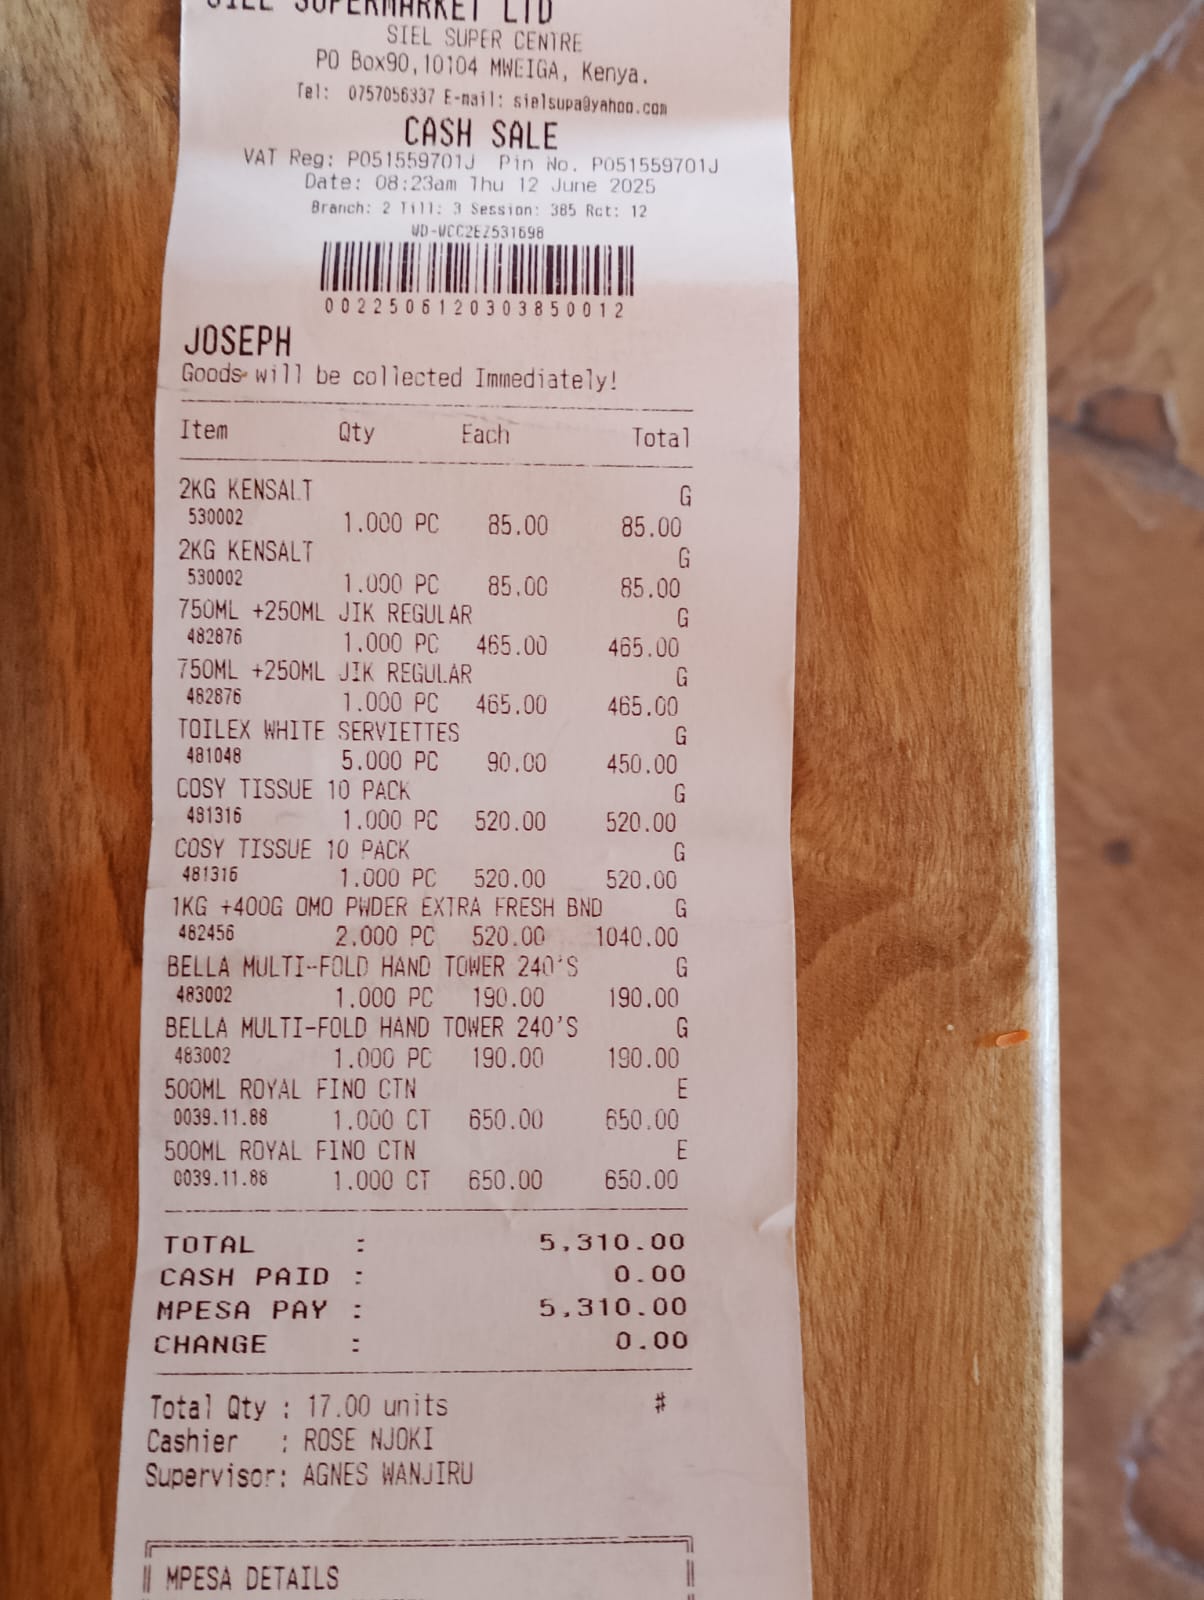 SIEL SUPERMARKET LTD
SIEL SUPER CENTRE
PO Box90,10104 MWEIGA, Kenya.
Tel: 0757056337 E-mail: sielsupa@yahoo.com
CASH SALE
VAT Reg: P051559701J Pin No. P051559701J
Date: 08:23am Thu 12 June 2025
Branch: 2 Till: 3 Session: 385 Rct: 12
WD-WCC2EZ531698
0022506120303850012
JOSEPH
Goods will be collected Immediately!
Item Qty Each Total
2KG KENSALT G
530002 1.000 PC 85.00 85.00
2KG KENSALT G
530002 1.000 PC 85.00 85.00
750ML +250ML JIK REGULAR G
482876 1.000 PC 465.00 465.00
750ML +250ML JIK REGULAR G
482876 1.000 PC 465.00 465.00
TOILEX WHITE SERVIETTES G
481048 5.000 PC 90.00 450.00
COSY TISSUE 10 PACK G
481316 1.000 PC 520.00 520.00
COSY TISSUE 10 PACK G
481316 1.000 PC 520.00 520.00
1KG +400G OMO PWDER EXTRA FRESH BND G
482456 2.000 PC 520.00 1040.00
BELLA MULTI-FOLD HAND TOWER 240'S G
483002 1.000 PC 190.00 190.00
BELLA MULTI-FOLD HAND TOWER 240'S G
483002 1.000 PC 190.00 190.00
500ML ROYAL FINO CTN E
0039.11.88 1.000 CT 650.00 650.00
500ML ROYAL FINO CTN E
0039.11.88 1.000 CT 650.00 650.00
TOTAL : 5,310.00
CASH PAID : 0.00
MPESA PAY : 5,310.00
CHANGE : 0.00
Total Qty : 17.00 units #
Cashier : ROSE NJOKI
Supervisor: AGNES WANJIRU
MPESA DETAILS